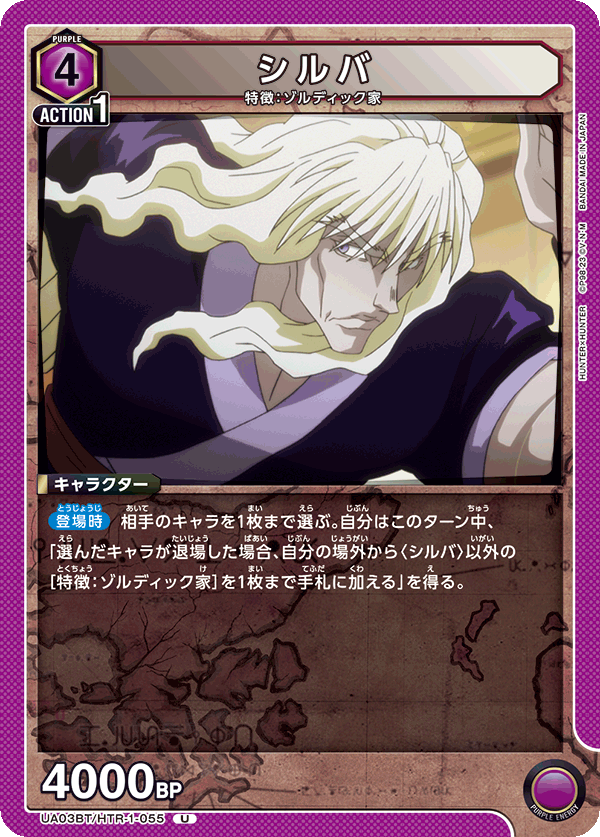 PURPLE
4
ACTION 1
シルバ
特徴:ゾルディック家
HUNTER×HUNTER ©P98-23 ©V・N・M BANDAI MADE IN JAPAN
キャラクター
登場時 相手のキャラを1枚まで選ぶ。自分はこのターン中、
「選んだキャラが退場した場合、自分の場外から〈シルバ〉以外の
[特徴:ゾルディック家]を1枚まで手札に加える」を得る。
4000BP
UA03BT/HTR-1-055 U
PURPLE ENERGY